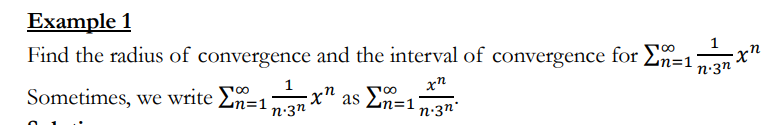 Example 1
Find the radius of convergence and the interval of convergence for $\sum_{n=1}^{\infty} \frac{1}{n \cdot 3^n} x^n$
Sometimes, we write $\sum_{n=1}^{\infty} \frac{1}{n \cdot 3^n} x^n$ as $\sum_{n=1}^{\infty} \frac{x^n}{n \cdot 3^n}$.